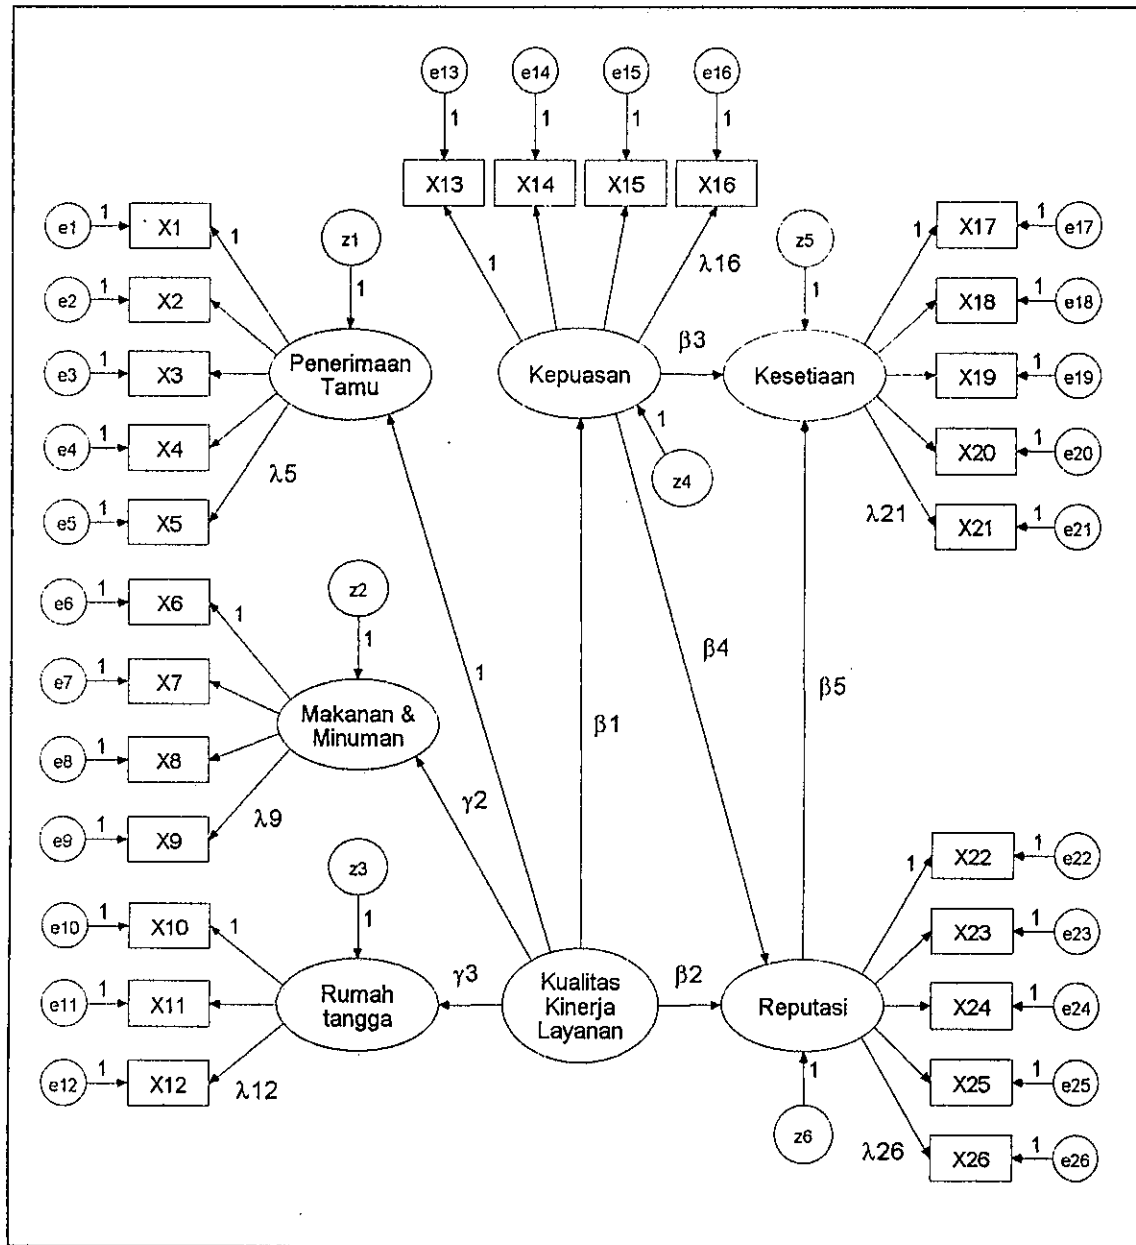 e13
e14
e15
e16
1
1
1
1
X13
X14
X15
X16
e1
1
X1
1
z1
1
z5
1
1
X17
1
e17
e2
1
X2
1
λ16
X18
1
e18
e3
1
X3
Penerimaan
Tamu
Kepuasan
β3
Kesetiaan
X19
1
e19
e4
1
X4
λ5
1
z4
X20
1
e20
e5
1
X5
λ21
X21
1
e21
e6
1
X6
1
z2
1
e7
1
X7
1
β4
β5
Makanan &
Minuman
β1
e8
1
X8
γ2
e9
1
X9
λ9
z3
1
1
X22
1
e22
e10
1
X10
1
X23
1
e23
e11
1
X11
Rumah
tangga
γ3
Kualitas
Kinerja
Layanan
β2
Reputasi
X24
1
e24
e12
1
X12
λ12
1
z6
X25
1
e25
λ26
X26
1
e26